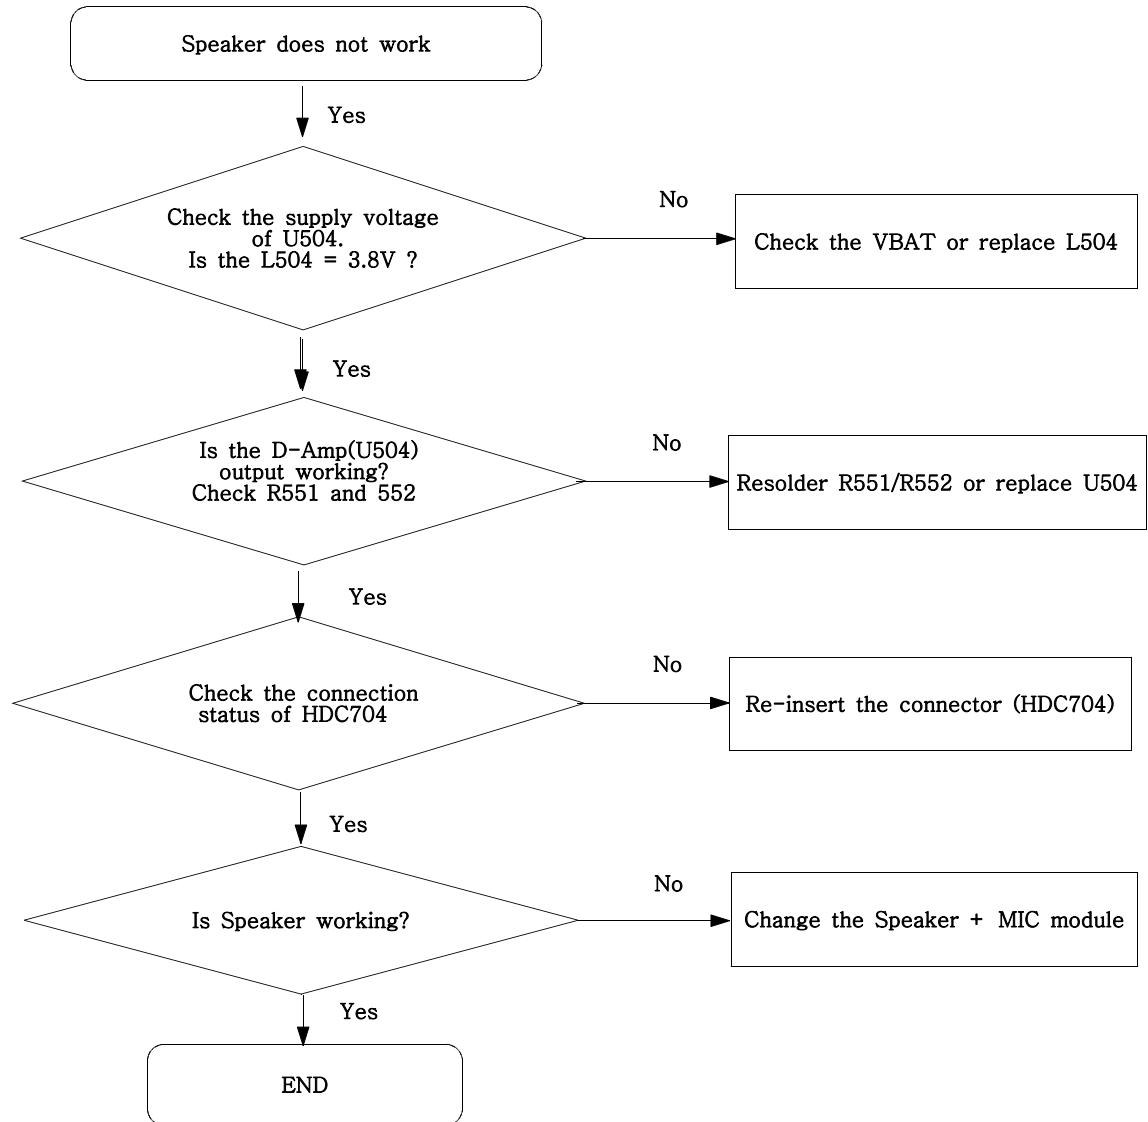 Speaker does not work
Yes
Check the supply voltage
of U504.
Is the L504 = 3.8V ?
No
Check the VBAT or replace L504
Yes
Is the D-Amp(U504)
output working?
Check R551 and 552
No
Resolder R551/R552 or replace U504
Yes
Check the connection
status of HDC704
No
Re-insert the connector (HDC704)
Yes
Is Speaker working?
No
Change the Speaker + MIC module
Yes
END